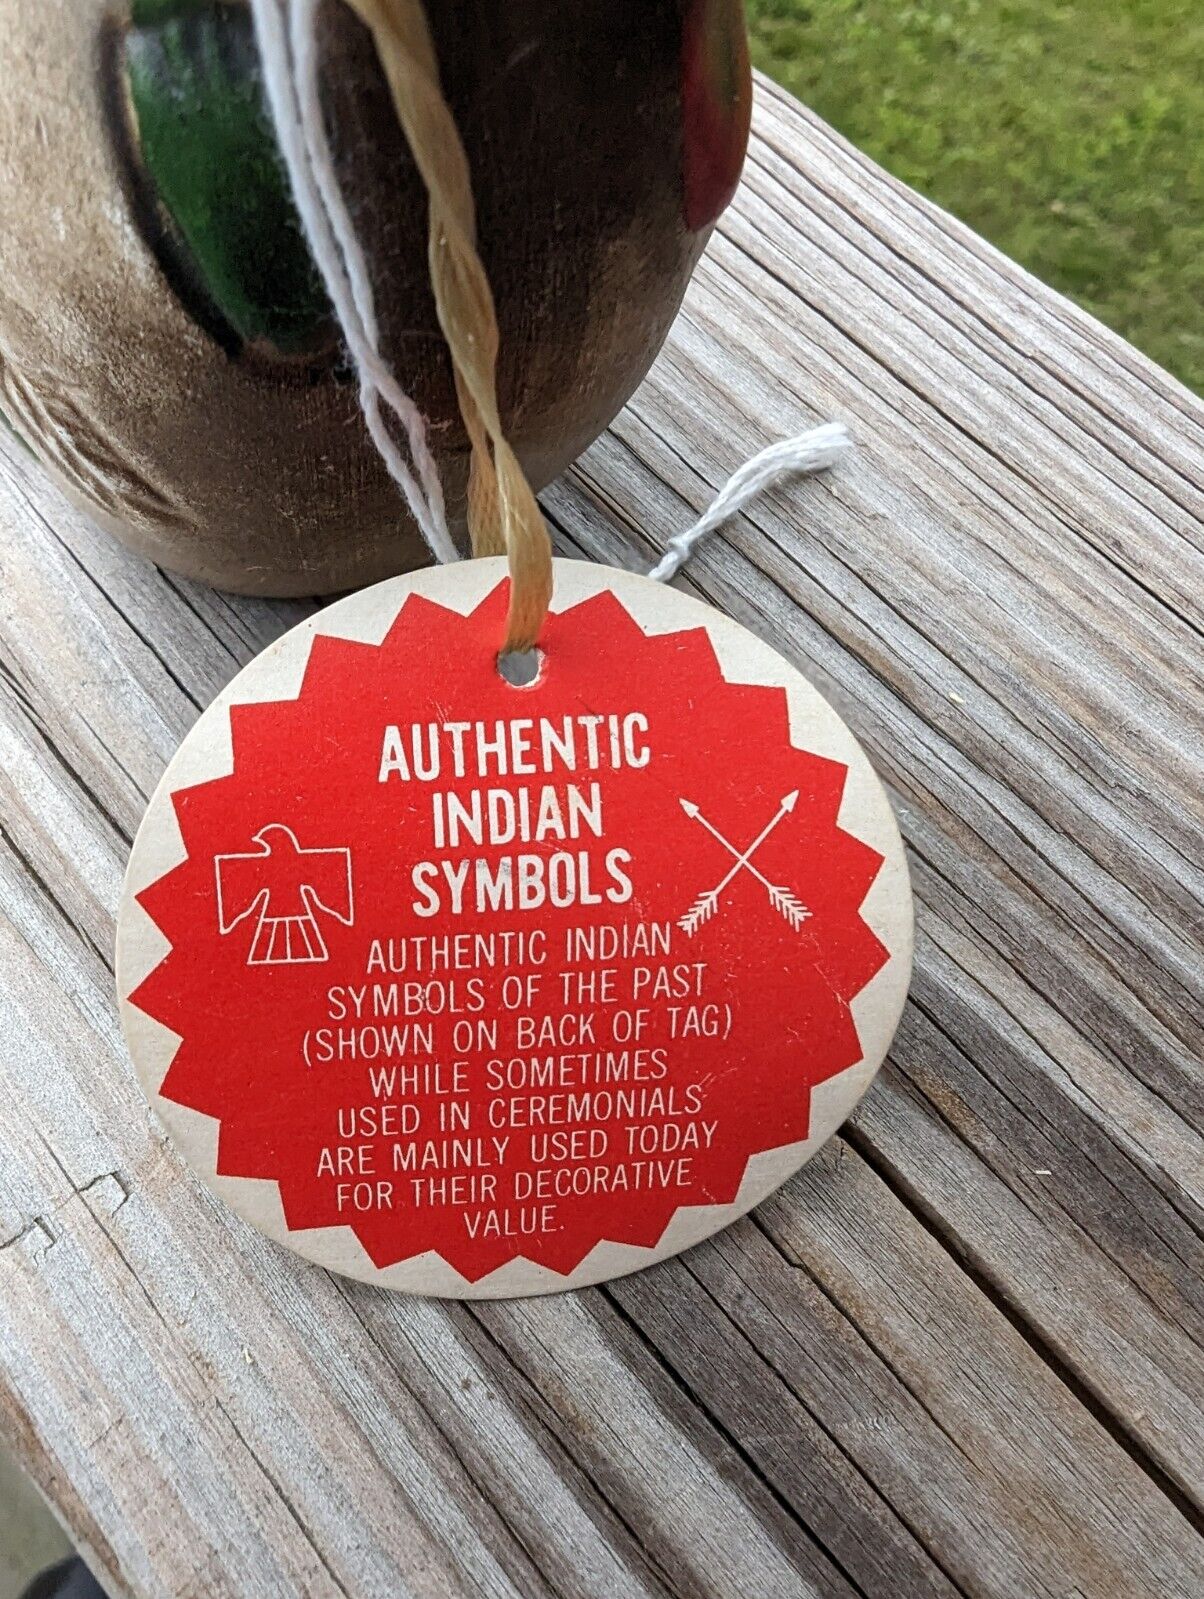 AUTHENTIC
INDIAN
SYMBOLS
AUTHENTIC INDIAN
SYMBOLS OF THE PAST
(SHOWN ON BACK OF TAG)
WHILE SOMETIMES
USED IN CEREMONIALS
ARE MAINLY USED TODAY
FOR THEIR DECORATIVE
VALUE.